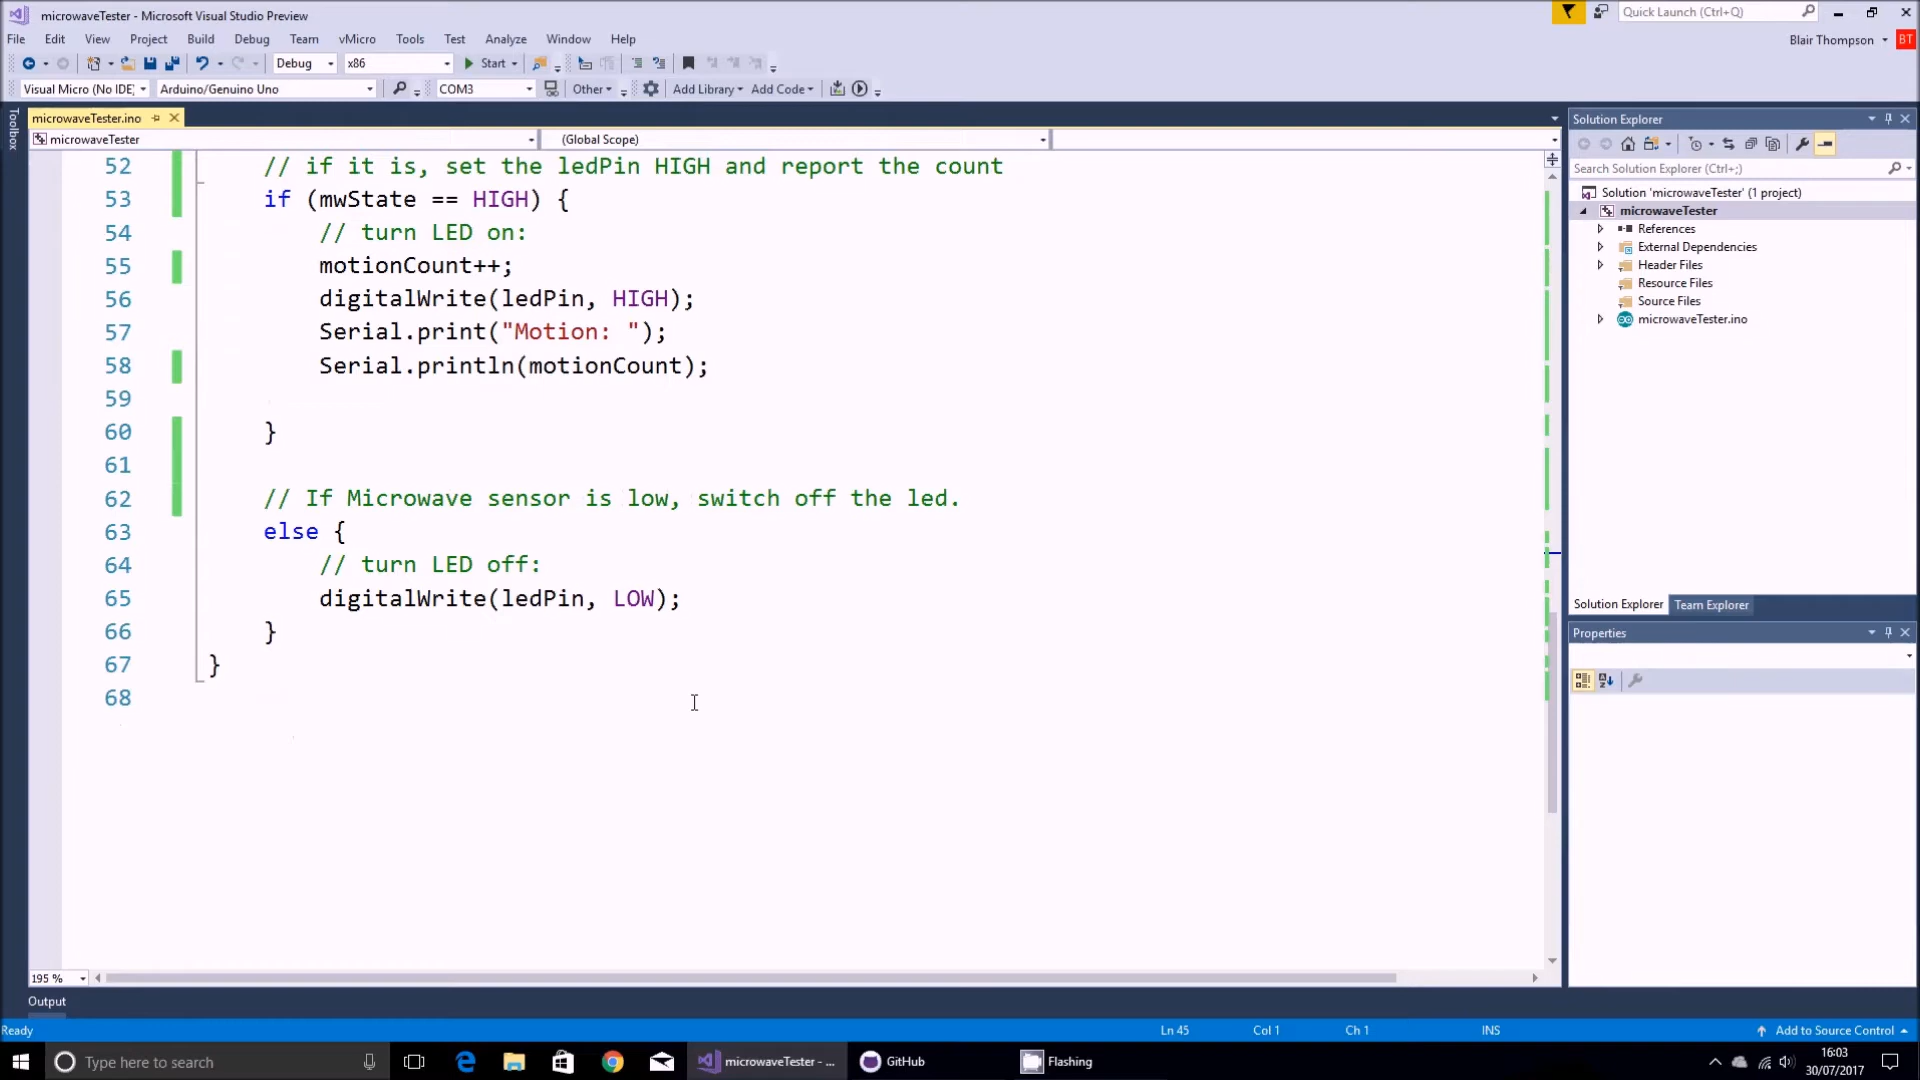 microwaveTester - Microsoft Visual Studio Preview
Quick Launch (Ctrl+Q)
File Edit View Project Build Debug Team vMicro Tools Test Analyze Window Help
Blair Thompson BT
Debug x86 Start
Visual Micro (No IDE) Arduino/Genuino Uno COM3 Other Add Library Add Code
Toolbox
microwaveTester.ino
microwaveTester (Global Scope)
52 // if it is, set the ledPin HIGH and report the count
53 if (mwState == HIGH) {
54 // turn LED on:
55 motionCount++;
56 digitalWrite(ledPin, HIGH);
57 Serial.print("Motion: ");
58 Serial.println(motionCount);
59
60 }
61
62 // If Microwave sensor is low, switch off the led.
63 else {
64 // turn LED off:
65 digitalWrite(ledPin, LOW);
66 }
67 }
68
195 %
Solution Explorer
Search Solution Explorer (Ctrl+;)
Solution 'microwaveTester' (1 project)
microwaveTester
References
External Dependencies
Header Files
Resource Files
Source Files
microwaveTester.ino
Solution Explorer Team Explorer
Properties
Output
Ready Ln 45 Col 1 Ch 1 INS Add to Source Control
Type here to search
microwaveTester - ...
GitHub
Flashing
16:03
30/07/2017